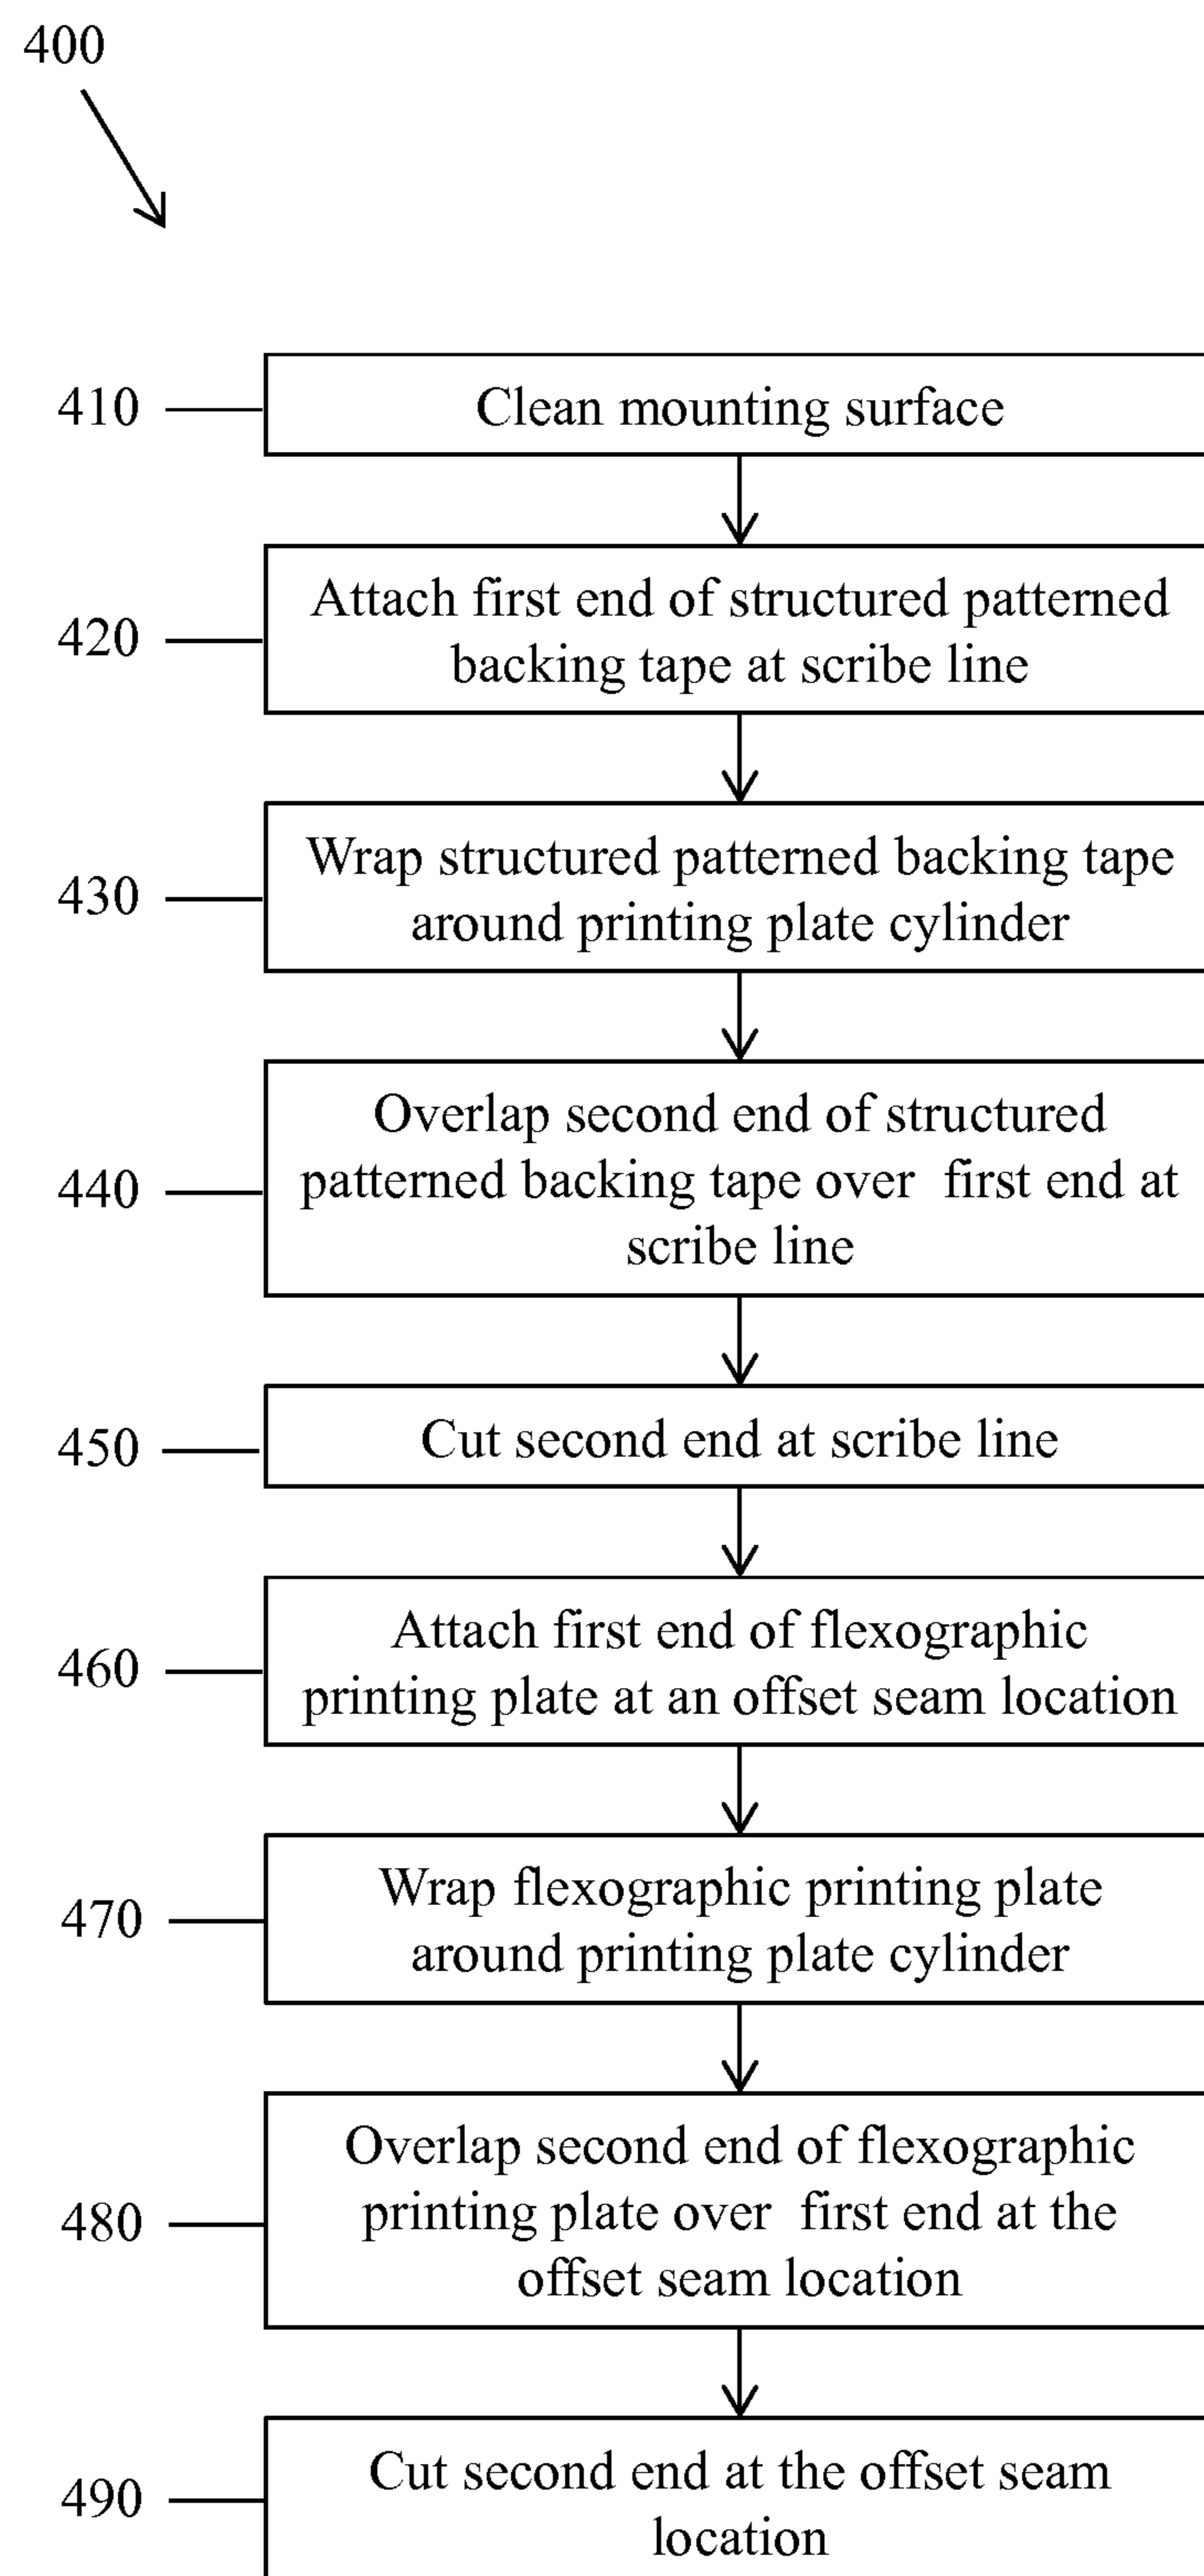 400
410
Clean mounting surface
420
Attach first end of structured patterned
backing tape at scribe line
430
Wrap structured patterned backing tape
around printing plate cylinder
440
Overlap second end of structured
patterned backing tape over first end at
scribe line
450
Cut second end at scribe line
460
Attach first end of flexographic
printing plate at an offset seam location
470
Wrap flexographic printing plate
around printing plate cylinder
480
Overlap second end of flexographic
printing plate over first end at the
offset seam location
490
Cut second end at the offset seam
location